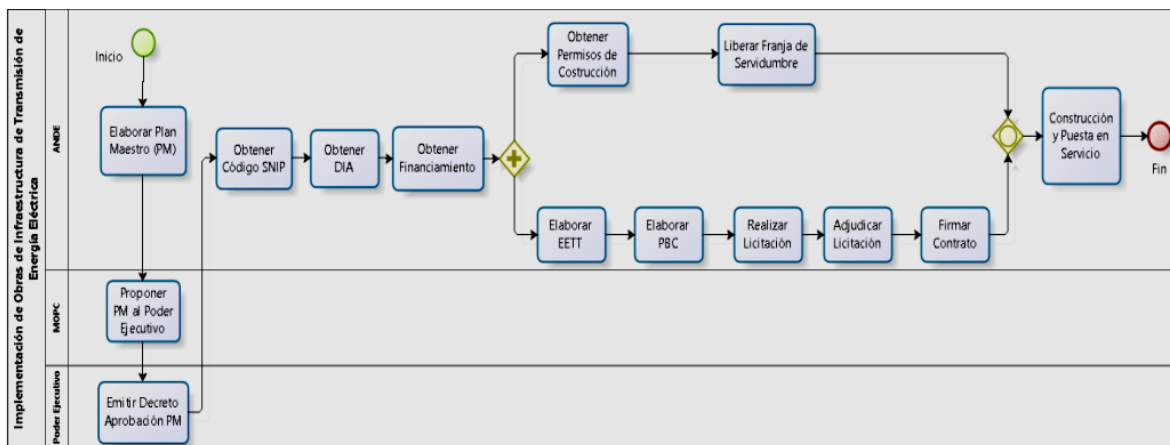 Implementación de Obras de Infraestructura de Transmisión de
Energía Eléctrica
ANDE
Inicio
Elaborar Plan
Maestro (PM)
Obtener
Código SNIP
Obtener
DIA
Obtener
Financiamiento
Obtener
Permisos de
Costrucción
Liberar Franja de
Servidumbre
Elaborar
EETT
Elaborar
PBC
Realizar
Licitación
Adjudicar
Licitación
Firmar
Contrato
Construcción
y Puesta en
Servicio
Fin
MOPC
Proponer
PM al Poder
Ejecutivo
Poder Ejecutivo
Emitir Decreto
Aprobación PM